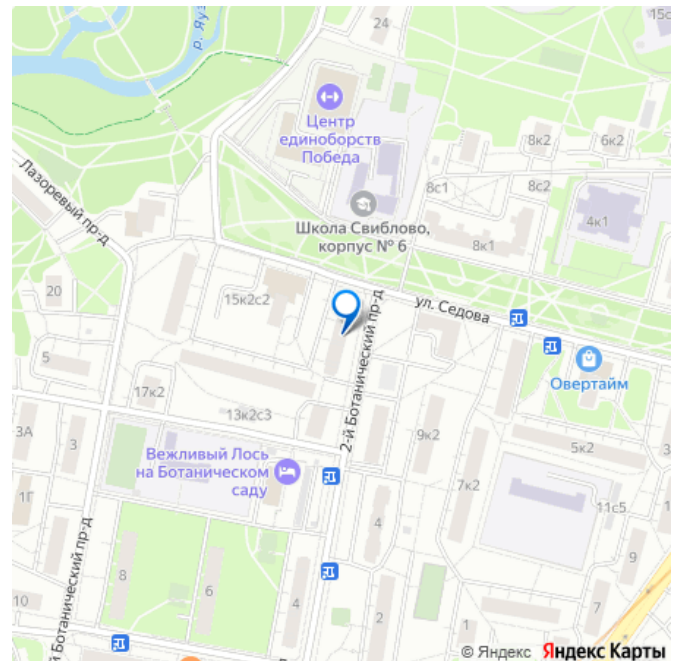 24
15с
р. Яуза
Центр
единоборств
Победа
8к2
6к2
Лазоревый пр-д
8с1
8с2
Школа Свиблово,
корпус № 6
4к1
8к1
20
15к2с2
ул. Седова
2-й Ботанический пр-д
5
Овертайм
17к2
13к2с3
3А
3
Вежливый Лось
на Ботаническом
саду
9к2
5к2
7к2
1Г
11с5
4
8
6
9
1
10
4
2
1
7
й Ботанический пр-д
© Яндекс Яндекс Карты